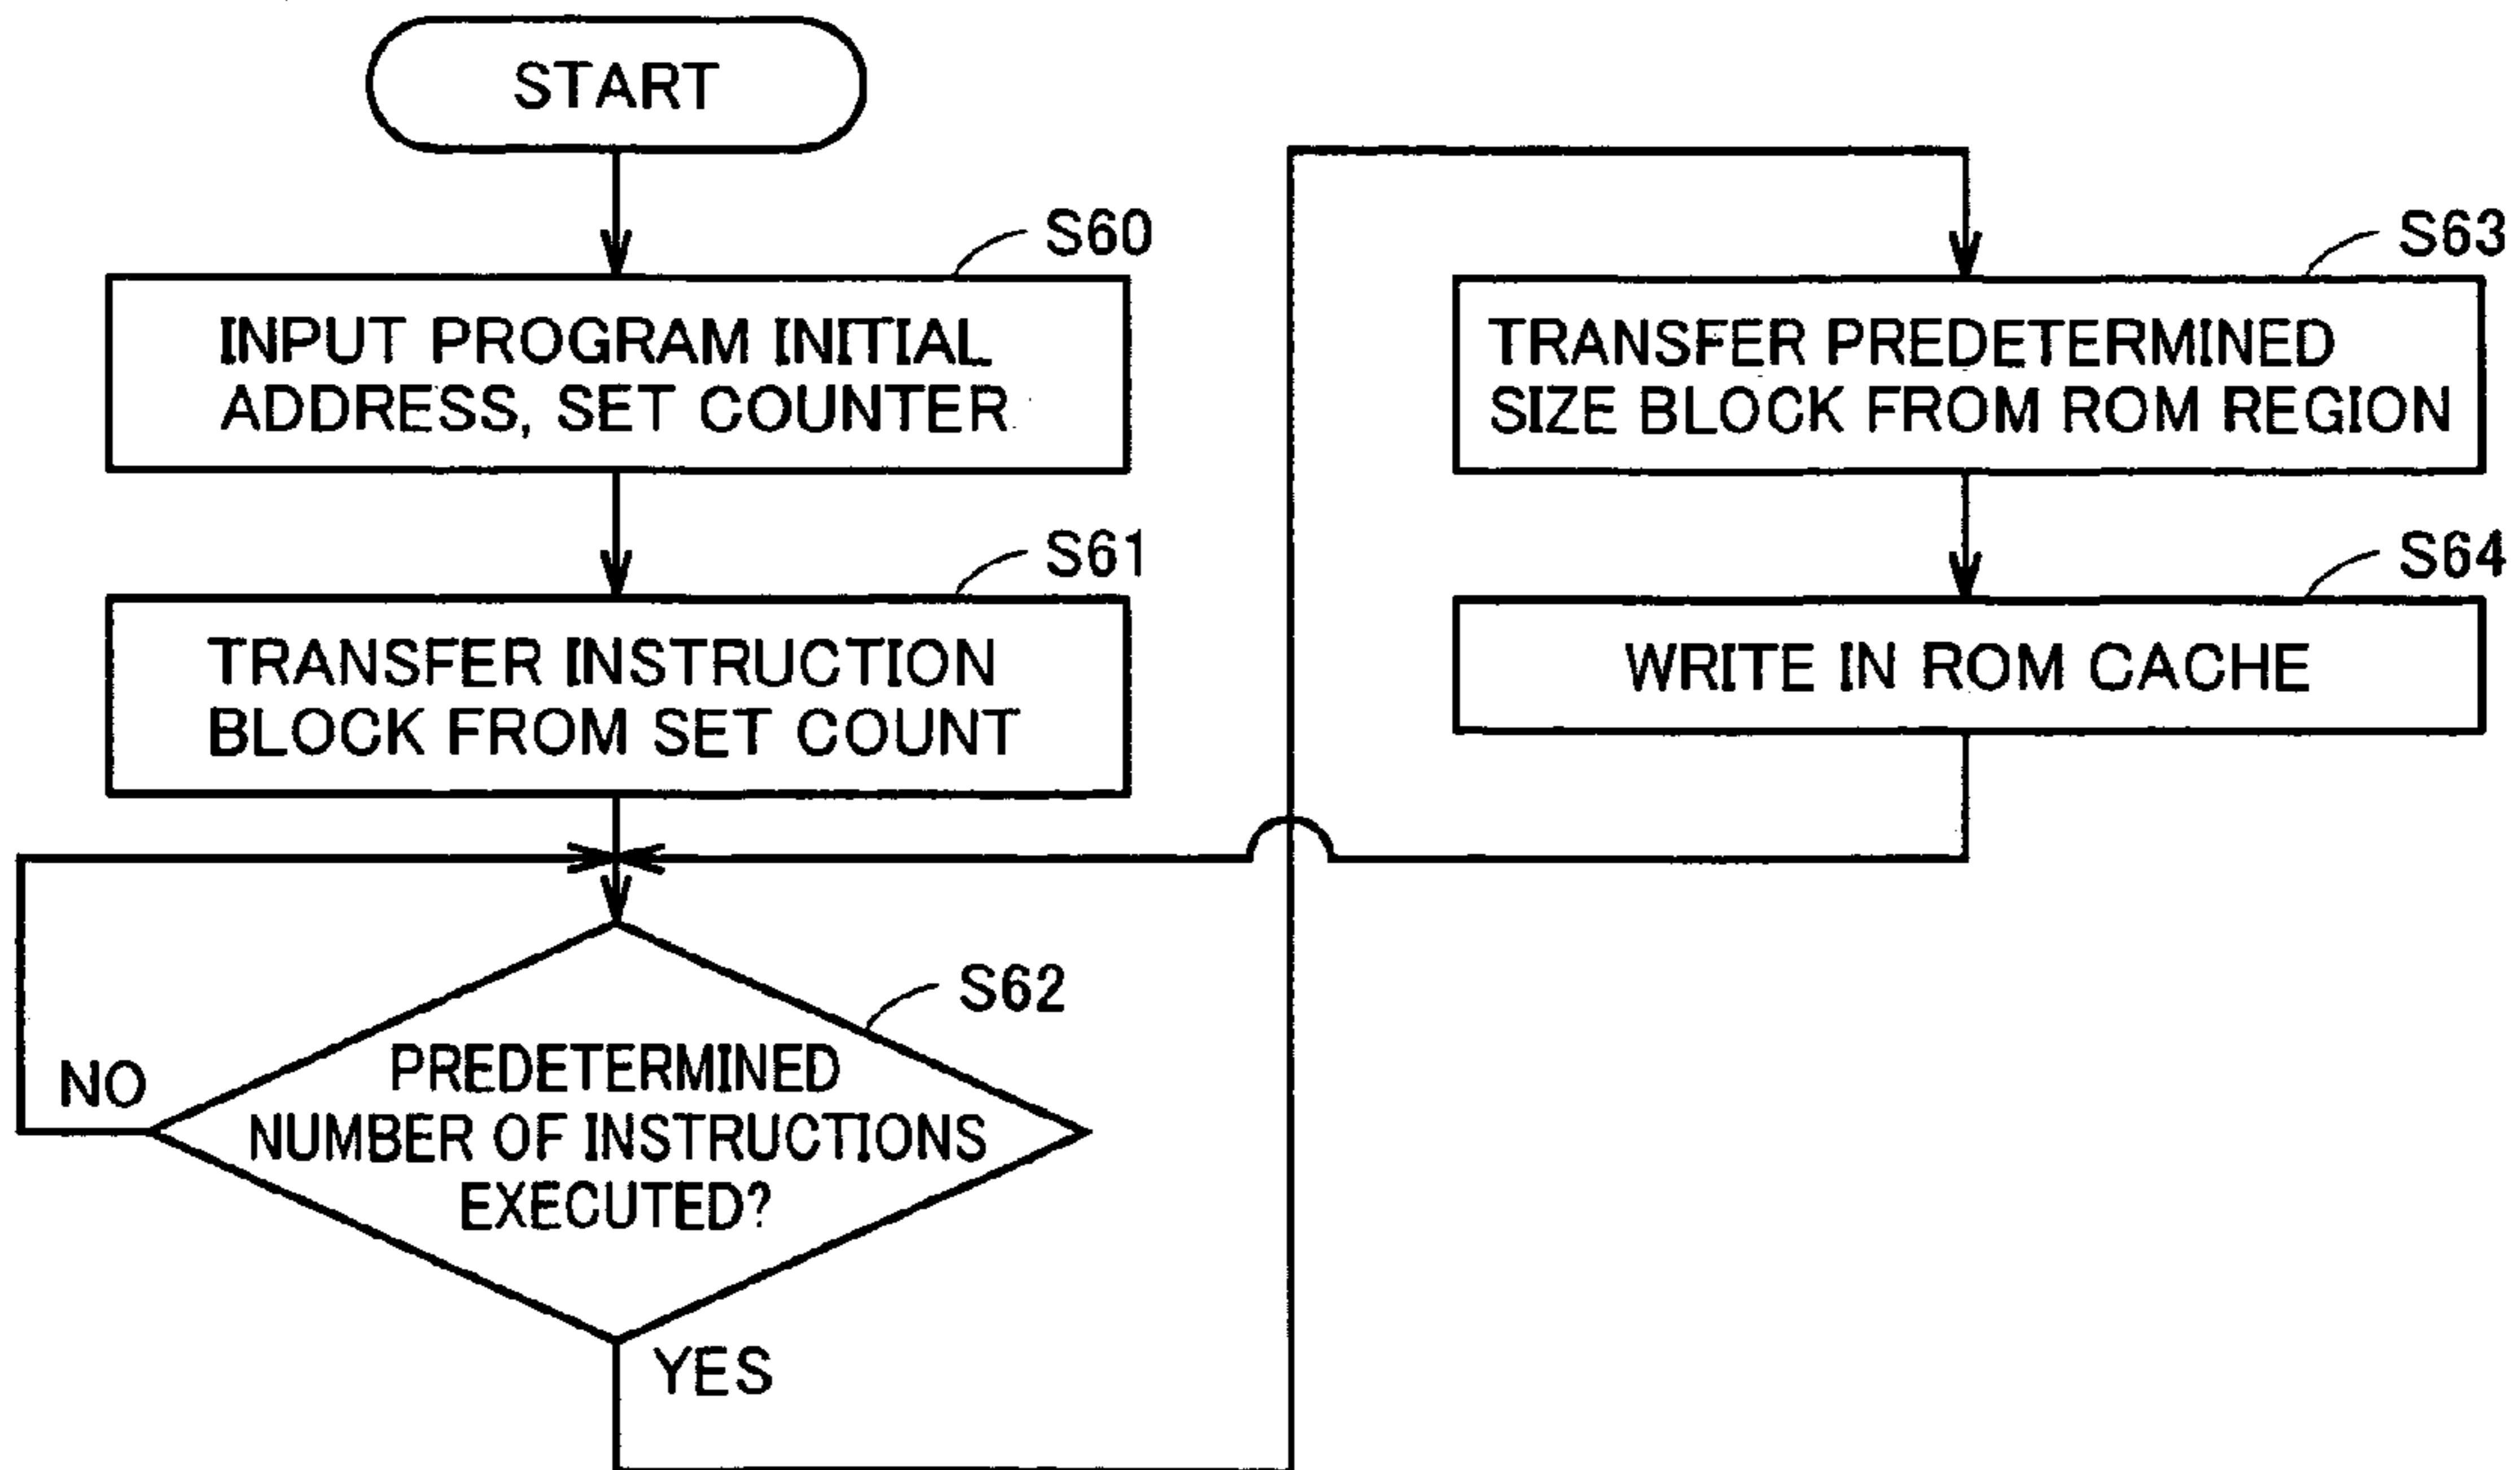 START
S60
INPUT PROGRAM INITIAL
ADDRESS, SET COUNTER
S61
TRANSFER INSTRUCTION
BLOCK FROM SET COUNT
S62
PREDETERMINED
NUMBER OF INSTRUCTIONS
EXECUTED?
NO
YES
S63
TRANSFER PREDETERMINED
SIZE BLOCK FROM ROM REGION
S64
WRITE IN ROM CACHE